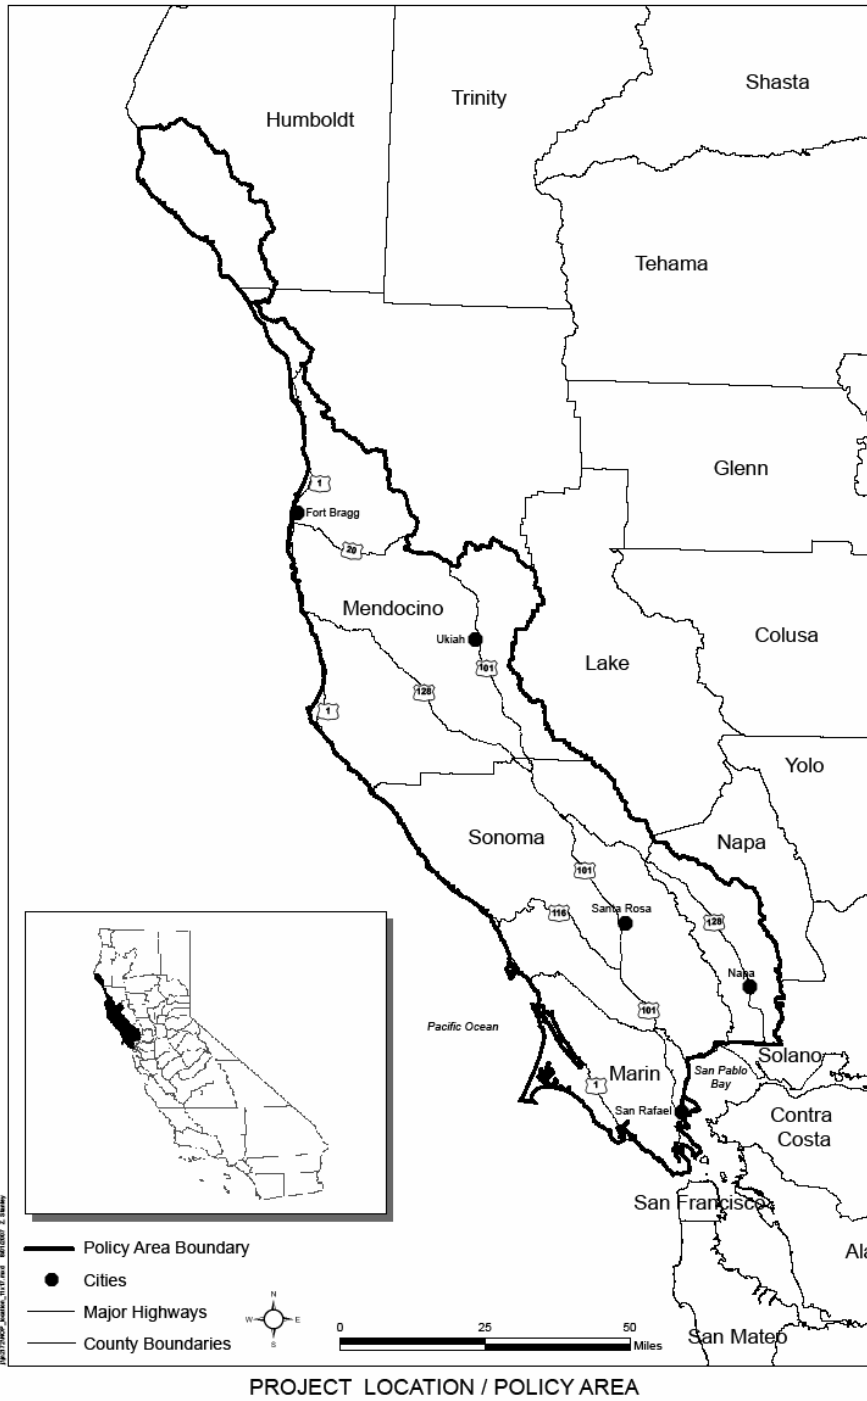 Shasta
Trinity
Humboldt
Tehama
Glenn
1
Fort Bragg
20
Mendocino
Colusa
Ukiah
Lake
101
128
1
Yolo
Napa
Sonoma
101
116
Santa Rosa
128
Napa
101
Pacific Ocean
Solano
San Pablo
Bay
Marin
1
San Rafael
Contra
Costa
San Francisco
Policy Area Boundary
Ala
Cities
N
Major Highways
W E
S
0 25 50
County Boundaries
Miles
San Mateo
PROJECT LOCATION / POLICY AREA